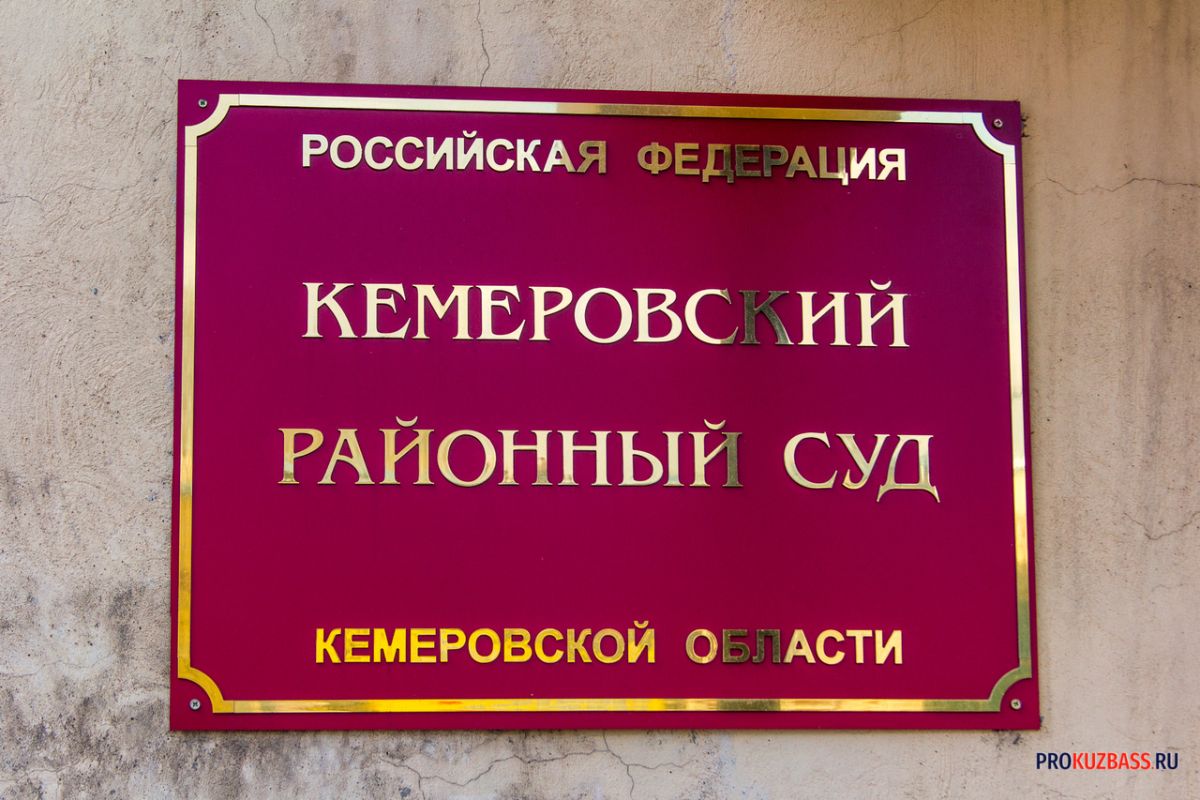 РОССИЙСКАЯ ФЕДЕРАЦИЯ
КЕМЕРОВСКИЙ
РАЙОННЫЙ СУД
КЕМЕРОВСКОЙ ОБЛАСТИ
PROKUZBASS.RU